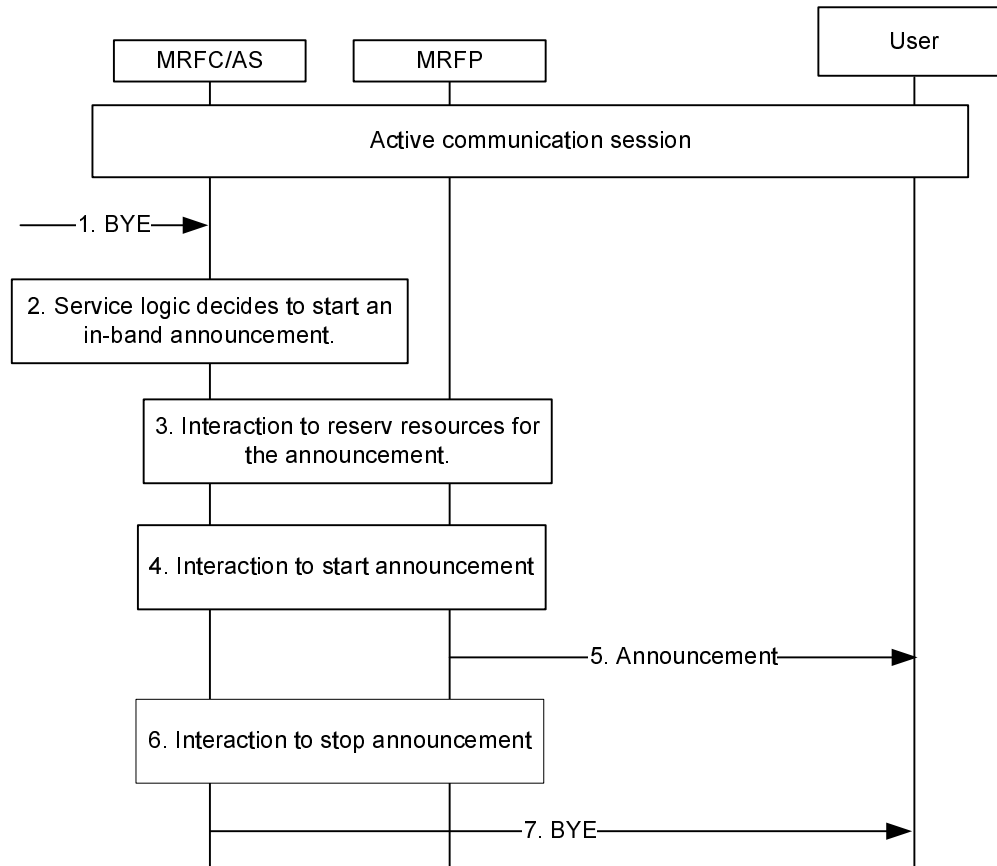 User
MRFC/AS
MRFP
Active communication session
1. BYE
2. Service logic decides to start an
in-band announcement.
3. Interaction to reserv resources for
the announcement.
4. Interaction to start announcement
5. Announcement
6. Interaction to stop announcement
7. BYE